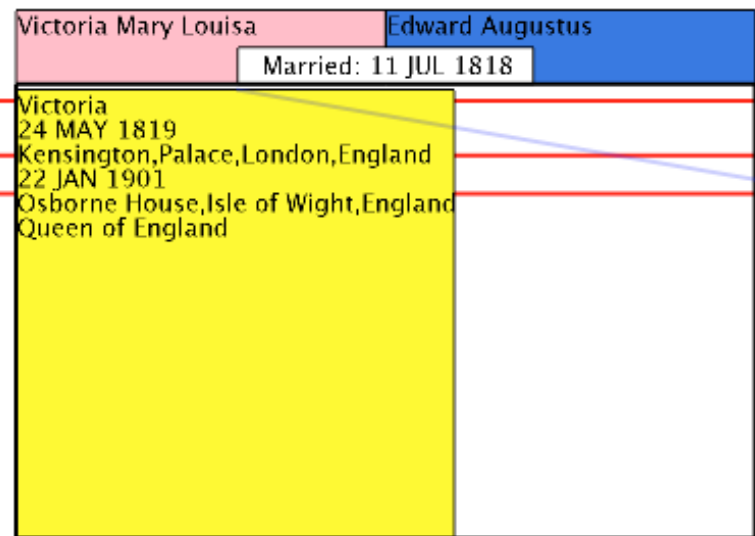 Victoria Mary Louisa
Edward Augustus
Married: 11 JUL 1818
Victoria
24 MAY 1819
Kensington,Palace,London,England
22 JAN 1901
Osborne House,Isle of Wight,England
Queen of England